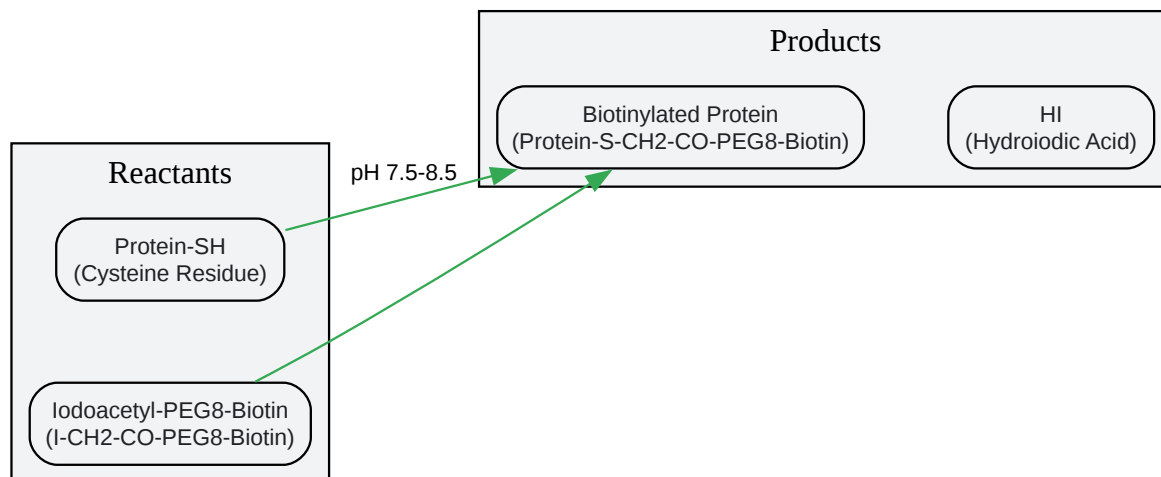 Products
Biotinylated Protein
(Protein-S-CH2-CO-PEG8-Biotin)
HI
(Hydroiodic Acid)
Reactants
pH 7.5-8.5
Protein-SH
(Cysteine Residue)
Iodoacetyl-PEG8-Biotin
(I-CH2-CO-PEG8-Biotin)